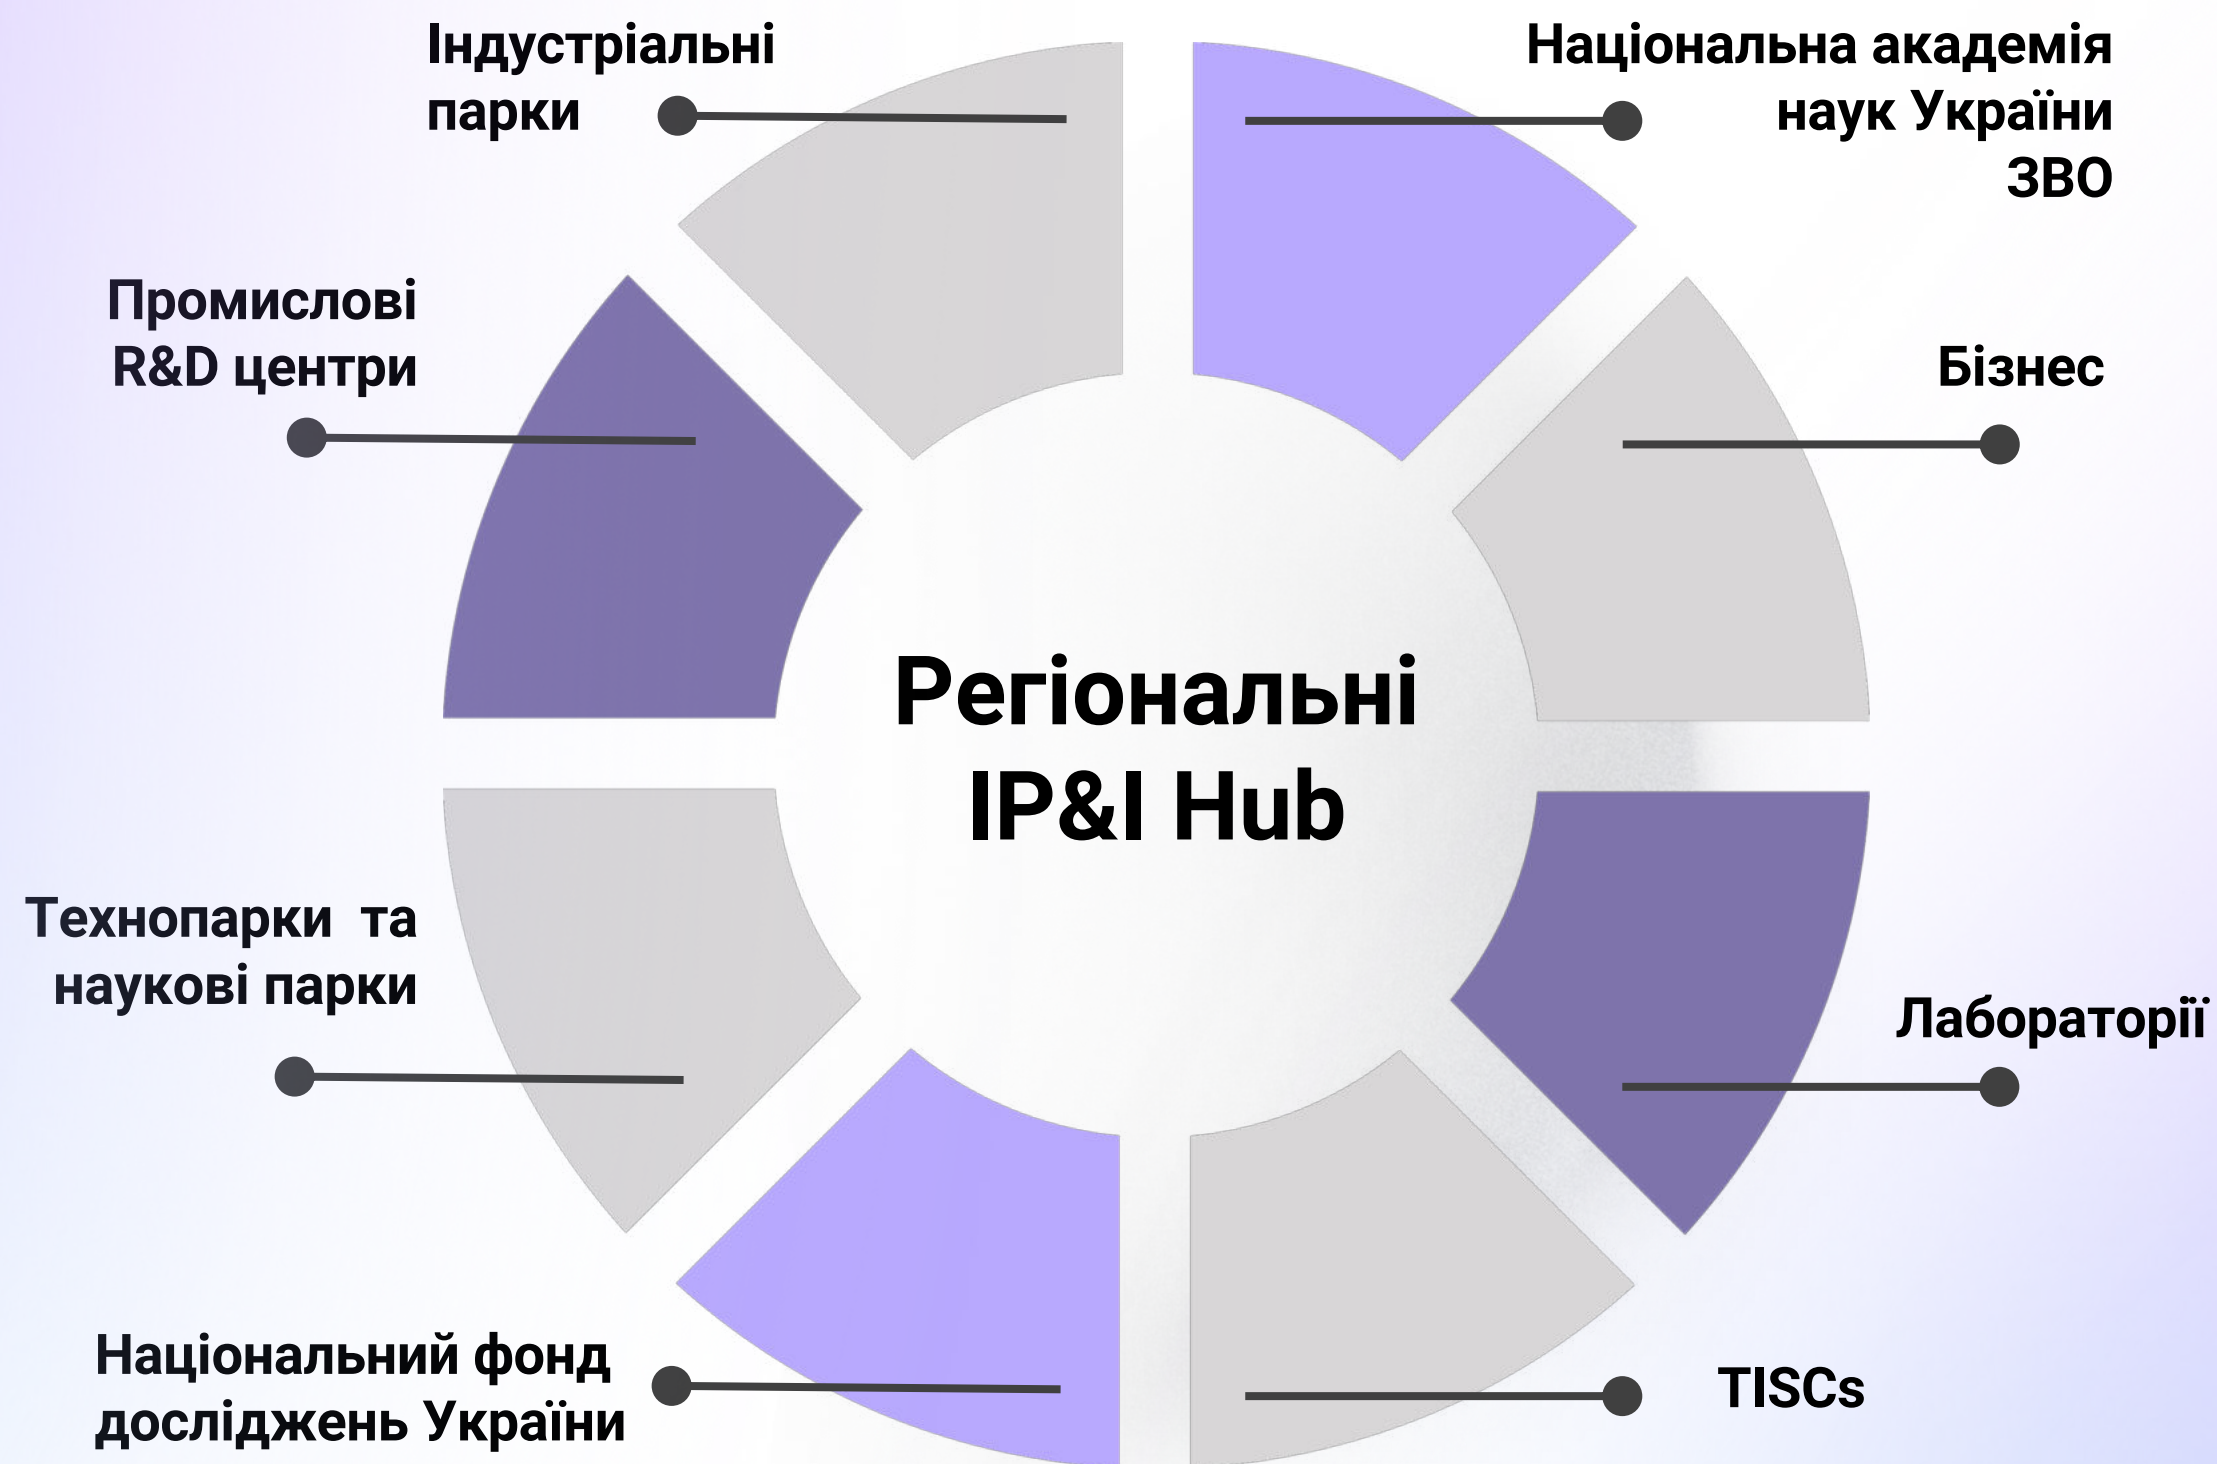 Індустріальні
парки
Національна академія
наук України
ЗВО
Промислові
R&D центри
Бізнес
Регіональні
IP&I Hub
Технопарки та
наукові парки
Лабораторії
Національний фонд
досліджень України
TISCs